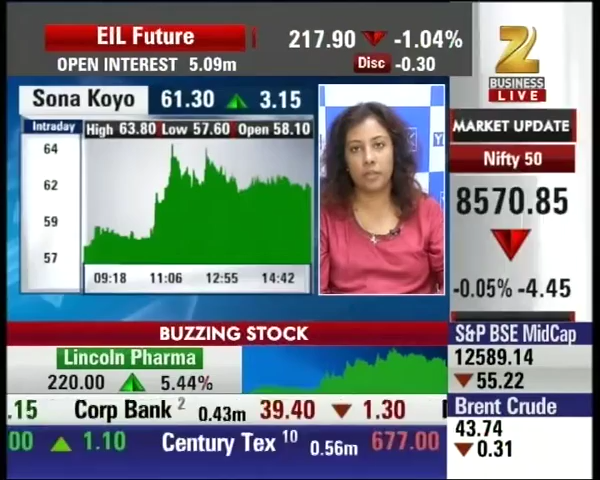 EIL Future
217.90 -1.04%
OPEN INTEREST 5.09m
Disc -0.30
Z
BUSINESS
LIVE
Sona Koyo 61.30 3.15
Intraday High 63.80 Low 57.60 Open 58.10
64
62
59
57
09:18 11:06 12:55 14:42
MARKET UPDATE
Nifty 50
8570.85
-0.05% -4.45
BUZZING STOCK
Lincoln Pharma
220.00 5.44%
S&P BSE MidCap
12589.14
55.22
Brent Crude
43.74
0.31
.15 Corp Bank 2 0.43m 39.40 1.30
00 1.10 Century Tex 10 0.56m 677.00